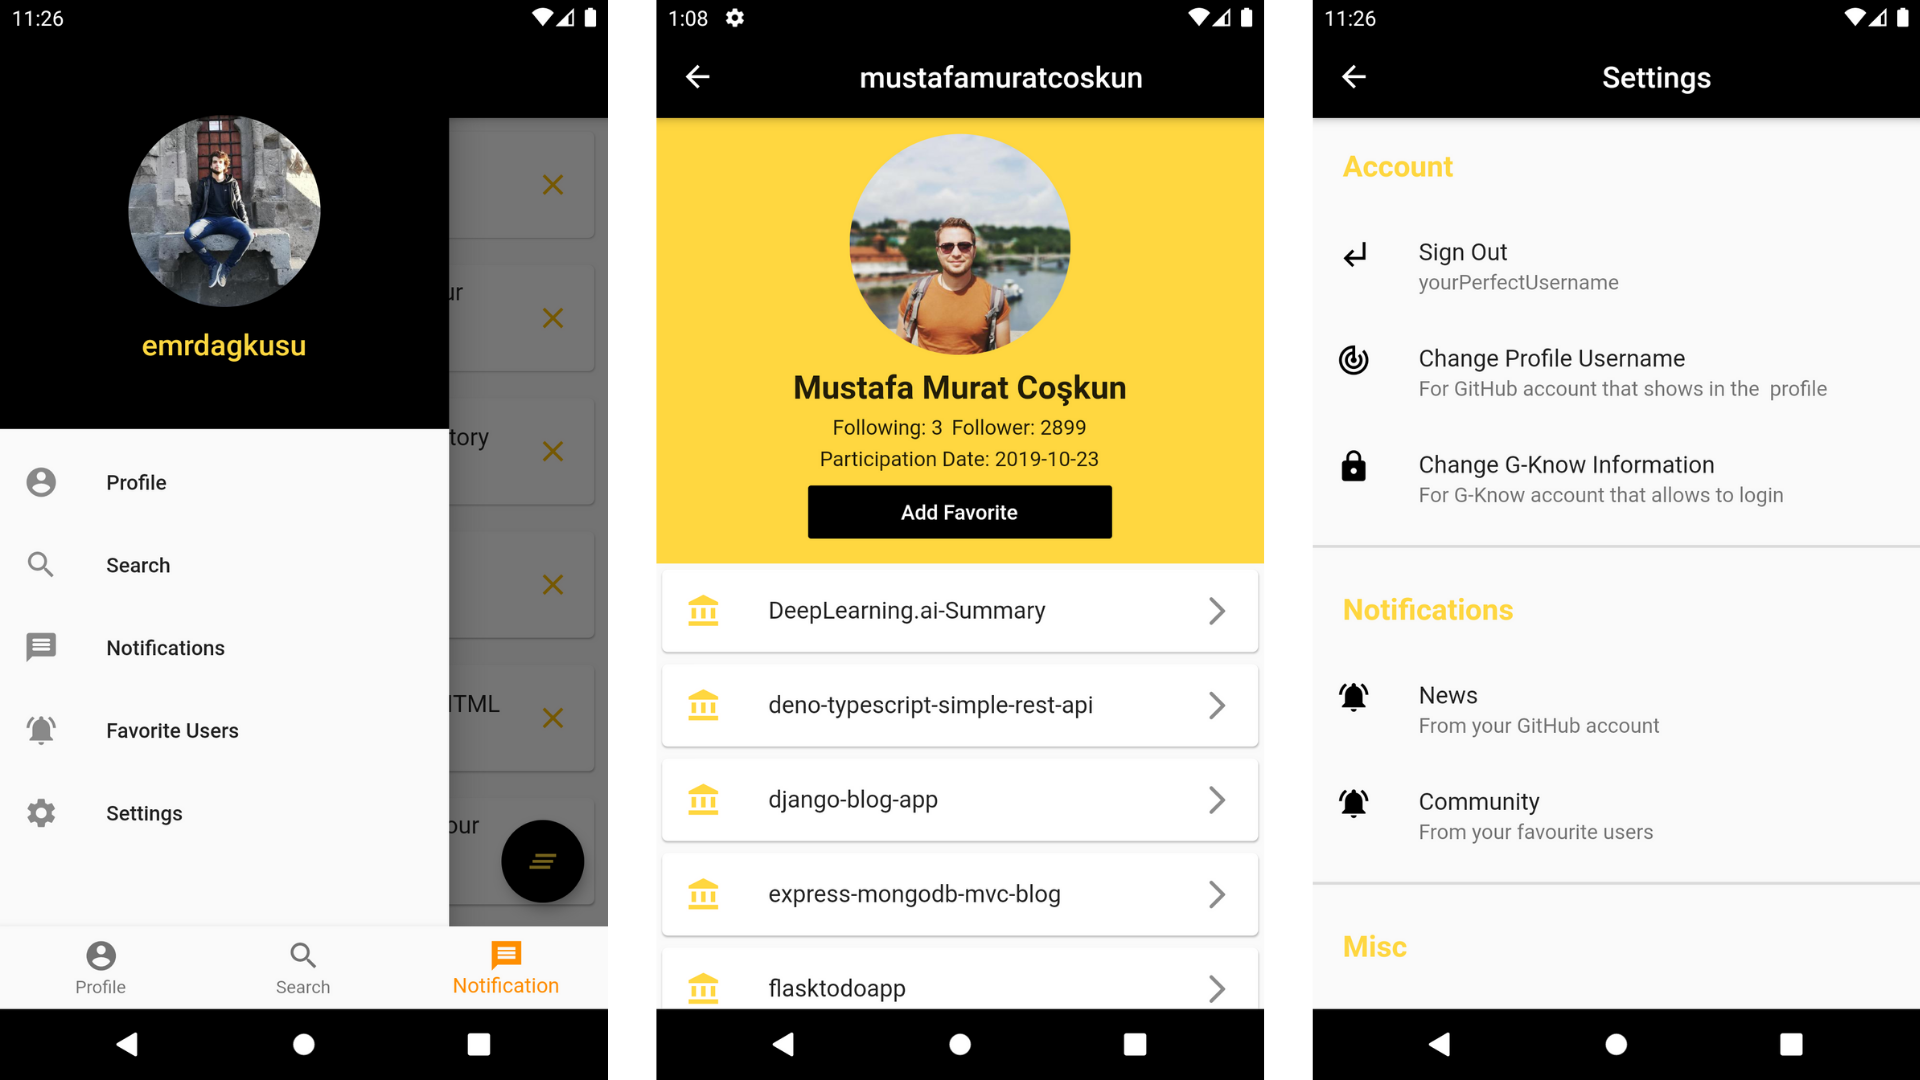 11:26
emrdagkusu
ur
tory
ITML
our
Profile
Search
Notifications
Favorite Users
Settings
Profile
Search
Notification
1:08
mustafamuratcoskun
Mustafa Murat Coşkun
Following: 3 Follower: 2899
Participation Date: 2019-10-23
Add Favorite
DeepLearning.ai-Summary
deno-typescript-simple-rest-api
django-blog-app
express-mongodb-mvc-blog
flasktodoapp
11:26
Settings
Account
Sign Out
yourPerfectUsername
Change Profile Username
For GitHub account that shows in the profile
Change G-Know Information
For G-Know account that allows to login
Notifications
News
From your GitHub account
Community
From your favourite users
Misc